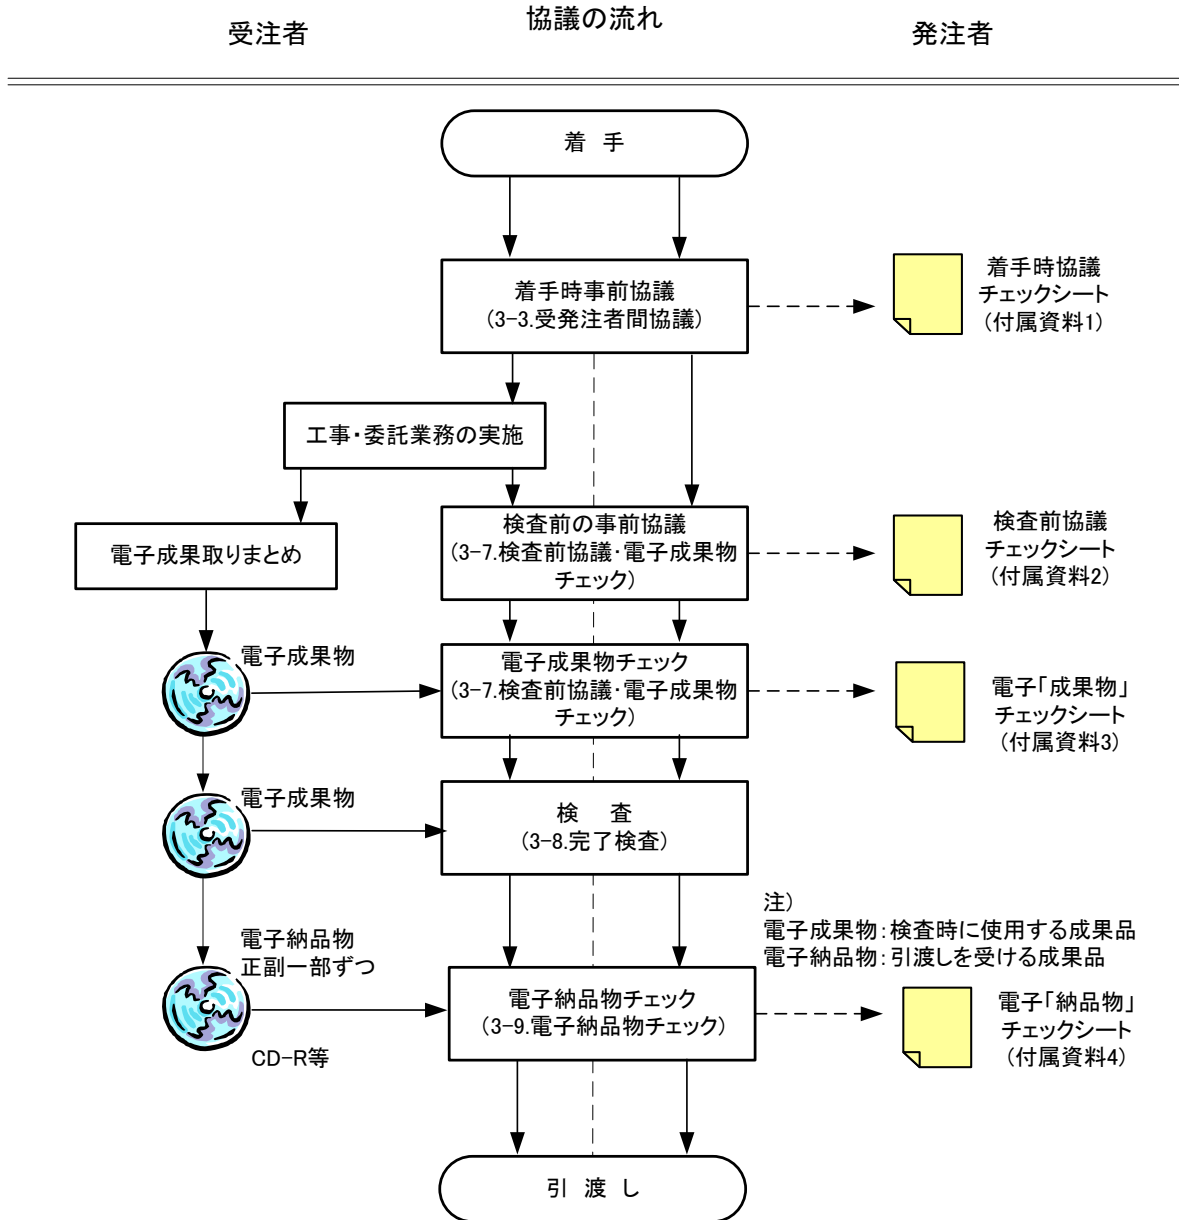 受注者
協議の流れ
発注者
着 手
着手時事前協議
(3-3.受発注者間協議)
着手時協議
チェックシート
(付属資料1)
工事・委託業務の実施
電子成果取りまとめ
検査前の事前協議
(3-7.検査前協議・電子成果物
チェック)
検査前協議
チェックシート
(付属資料2)
電子成果物
電子成果物チェック
(3-7.検査前協議・電子成果物
チェック)
電子「成果物」
チェックシート
(付属資料3)
電子成果物
検 査
(3-8.完了検査)
注)
電子成果物:検査時に使用する成果品
電子納品物:引渡しを受ける成果品
電子納品物
正副一部ずつ
CD-R等
電子納品物チェック
(3-9.電子納品物チェック)
電子「納品物」
チェックシート
(付属資料4)
引 渡 し